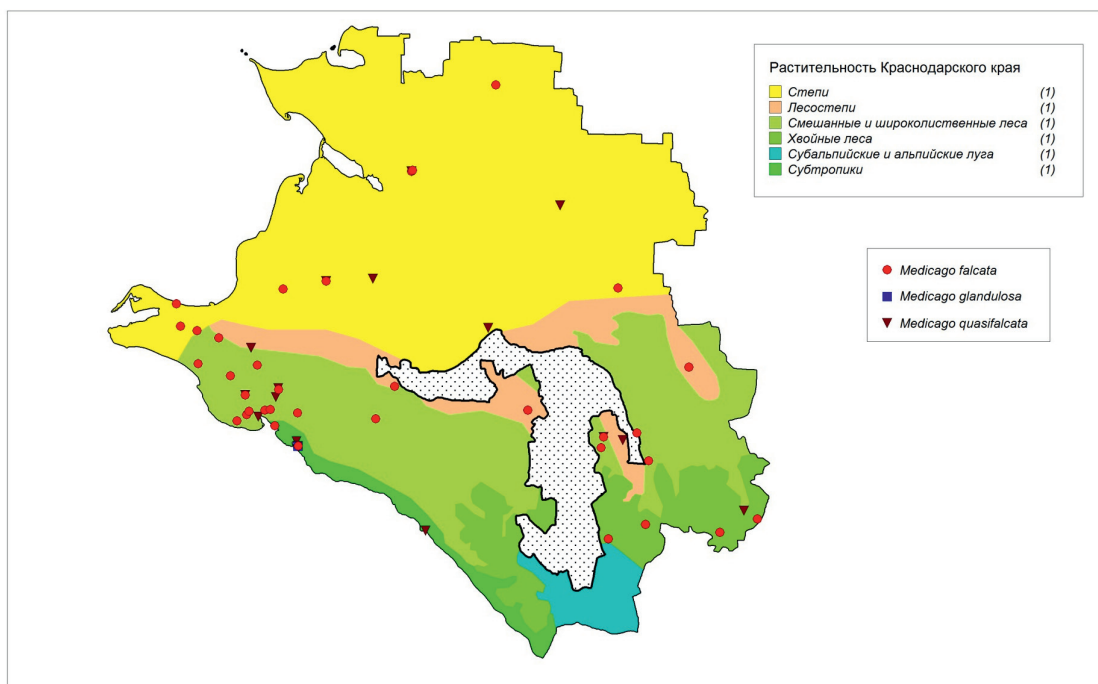 Растительность Краснодарского края
Степи (1)
Лесостепи (1)
Смешанные и широколиственные леса (1)
Хвойные леса (1)
Субальпийские и альпийские луга (1)
Субтропики (1)
Medicago falcata
Medicago glandulosa
Medicago quasifalcata